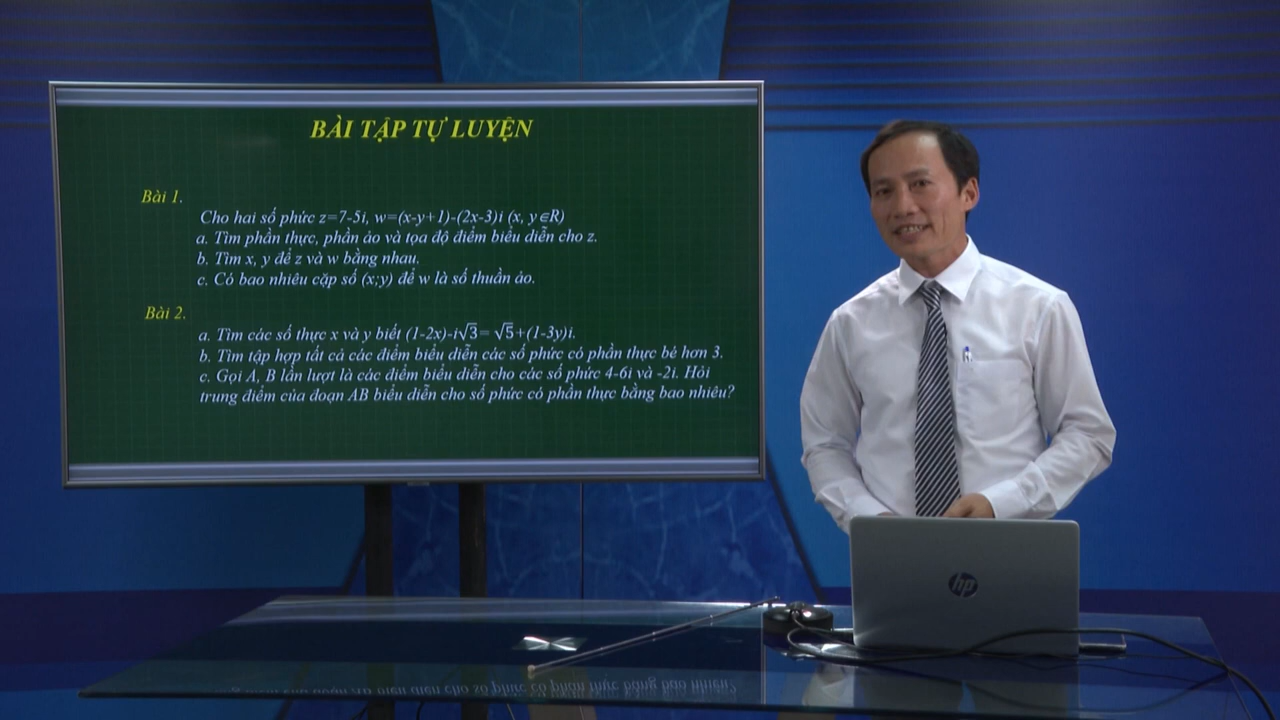 BÀI TẬP TỰ LUYỆN
Bài 1.
Cho hai số phức z=7-5i, w=(x-y+1)-(2x-3)i (x, y∈R)
a. Tìm phần thực, phần ảo và tọa độ điểm biểu diễn cho z.
b. Tìm x, y để z và w bằng nhau.
c. Có bao nhiêu cặp số (x;y) để w là số thuần ảo.
Bài 2.
a. Tìm các số thực x và y biết (1-2x)-i√3= √5+(1-3y)i.
b. Tìm tập hợp tất cả các điểm biểu diễn các số phức có phần thực bé hơn 3.
c. Gọi A, B lần lượt là các điểm biểu diễn cho các số phức 4-6i và -2i. Hỏi
trung điểm của đoạn AB biểu diễn cho số phức có phần thực bằng bao nhiêu?
hp